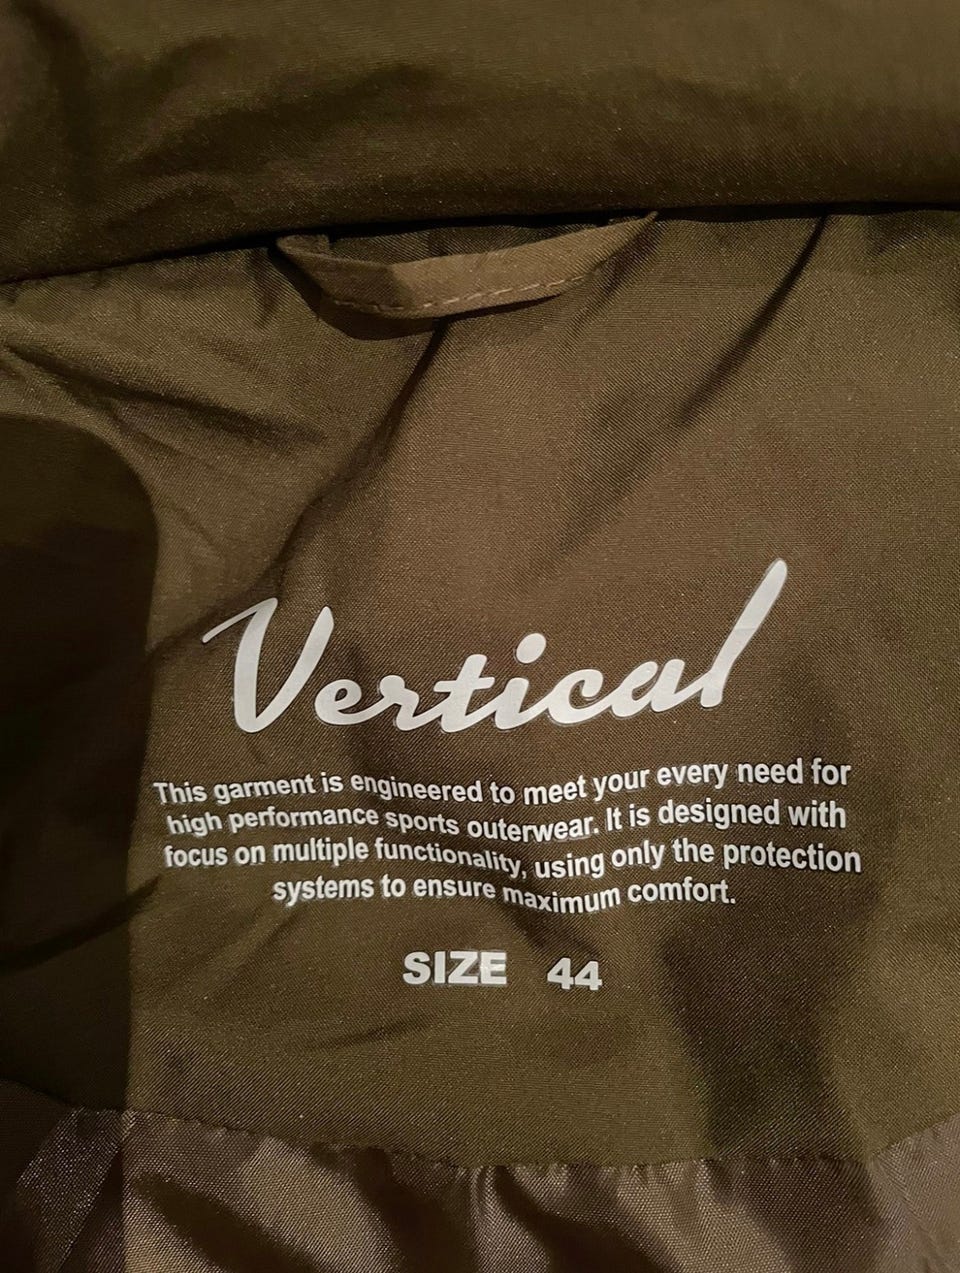 Vertical
This garment is engineered to meet your every need for
high performance sports outerwear. It is designed with
focus on multiple functionality, using only the protection
systems to ensure maximum comfort.
SIZE 44